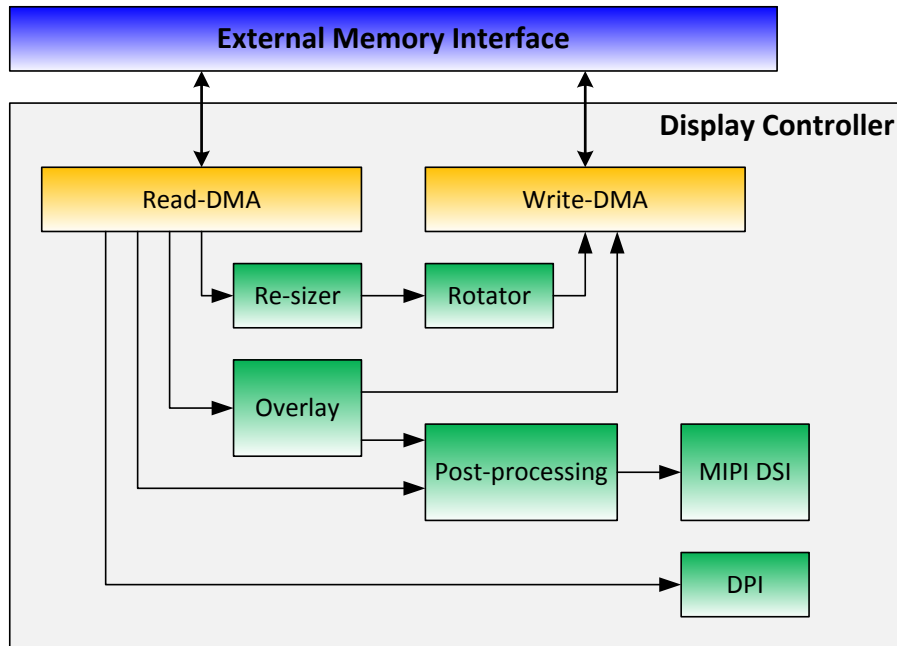 External Memory Interface
Display Controller
Read-DMA
Write-DMA
Re-sizer
Rotator
Overlay
Post-processing
MIPI DSI
DPI